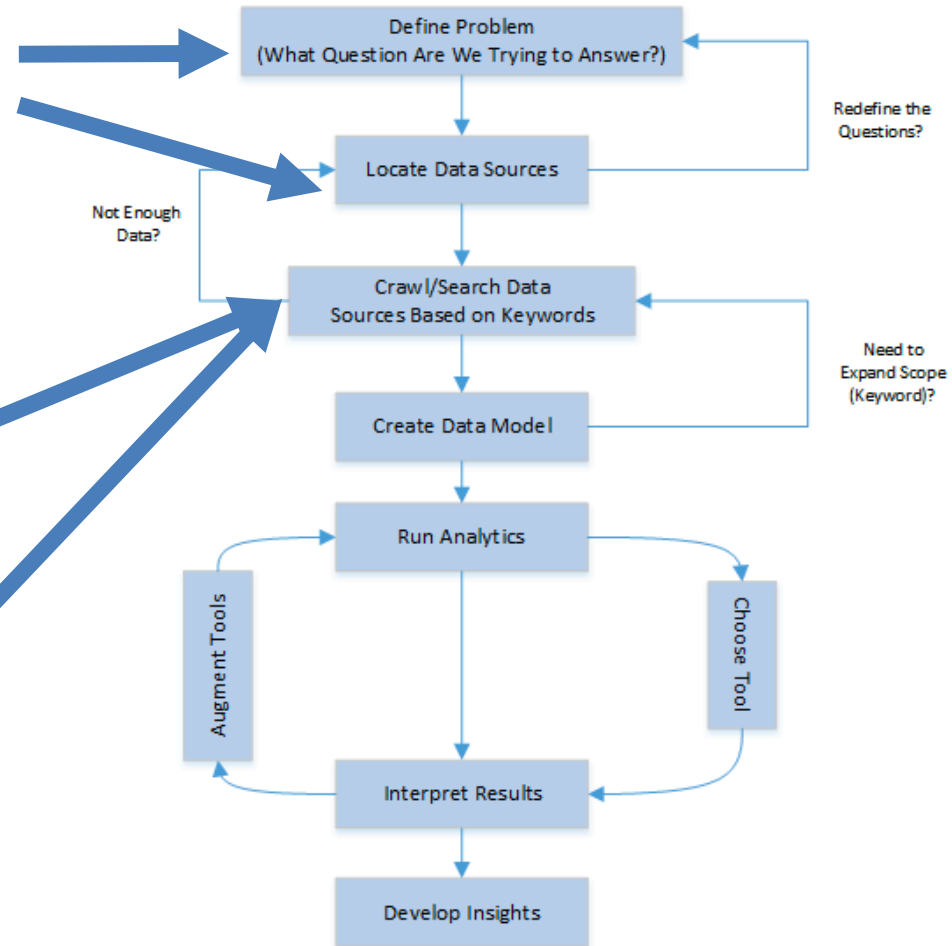 Define Problem
(What Question Are We Trying to Answer?)
Redefine the
Questions?
Locate Data Sources
Not Enough
Data?
Crawl/Search Data
Sources Based on Keywords
Need to
Expand Scope
(Keyword)?
Create Data Model
Run Analytics
Augment Tools
Choose Tool
Interpret Results
Develop Insights